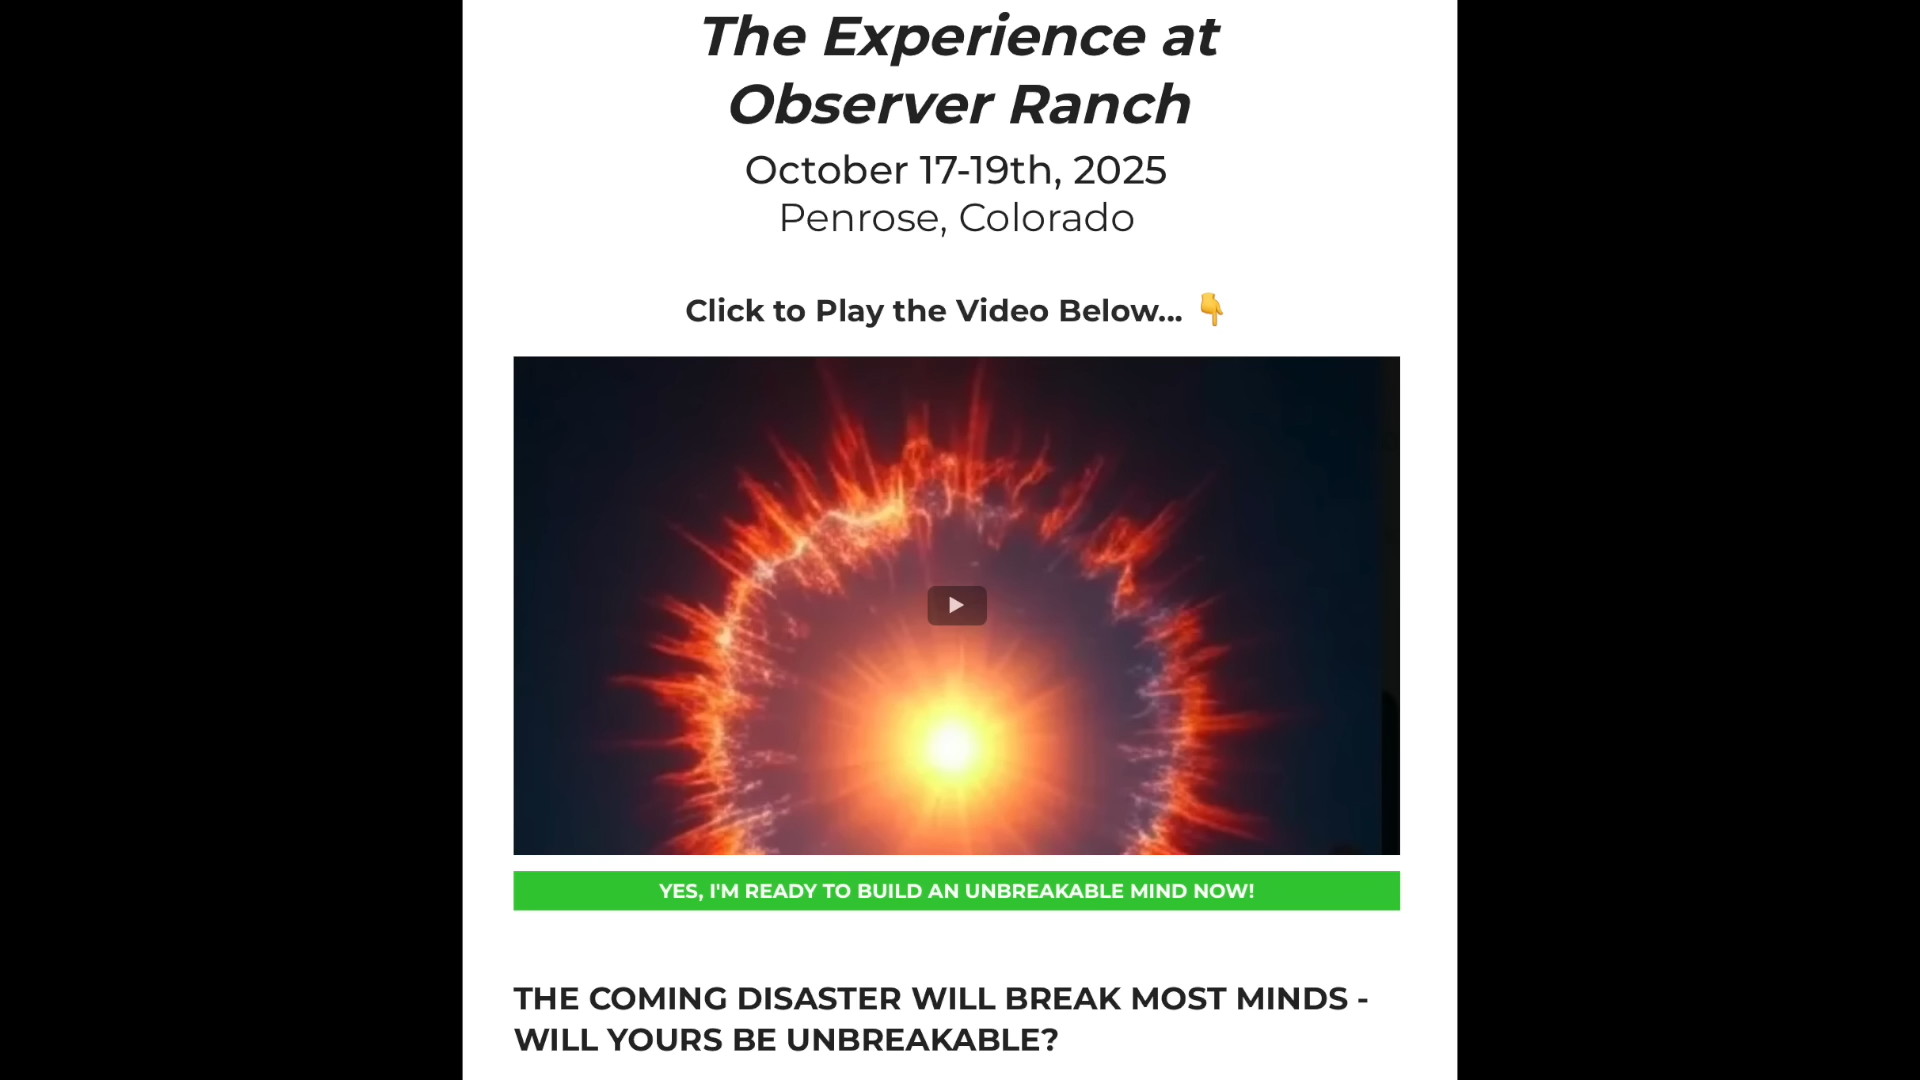 The Experience at
Observer Ranch
October 17-19th, 2025
Penrose, Colorado
Click to Play the Video Below... 👇
YES, I'M READY TO BUILD AN UNBREAKABLE MIND NOW!
THE COMING DISASTER WILL BREAK MOST MINDS -
WILL YOURS BE UNBREAKABLE?